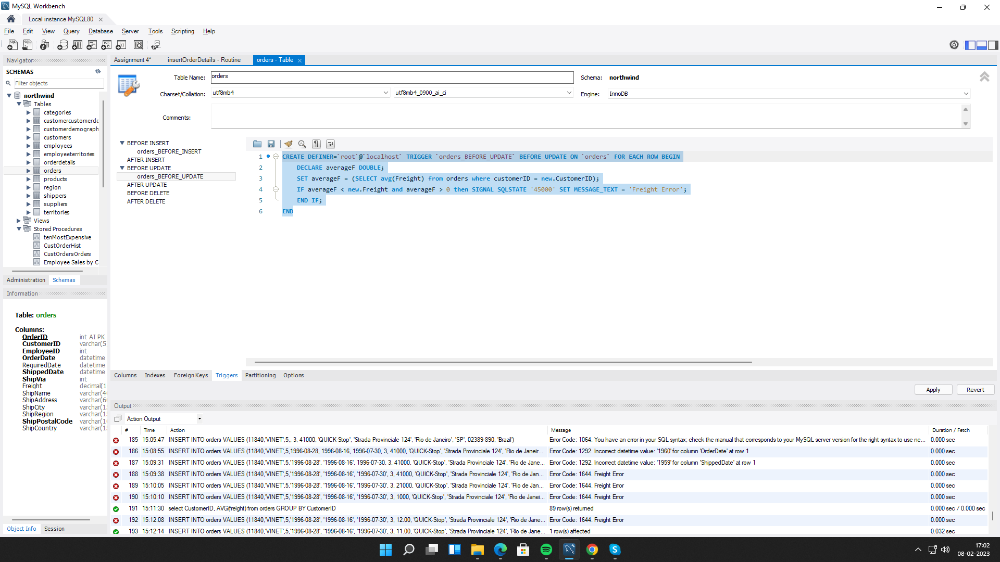 MySQL Workbench
Local instance MySQL80
File Edit View Query Database Server Tools Scripting Help
Navigator
SCHEMAS
Filter objects
northwind
Tables
categories
customercustomerde
customerdemograph
customers
employees
employeeterritories
orderdetails
orders
products
region
shippers
suppliers
territories
Views
Stored Procedures
tenMostExpensive
CustOrderHist
CustOrdersOrders
Employee Sales by C
Administration Schemas
Information
Table: orders
Columns:
OrderID int AI PK
CustomerID varchar(5)
EmployeeID int
OrderDate datetime
RequiredDate datetime
ShippedDate datetime
ShipVia int
Freight decimal(1
ShipName varchar(4
ShipAddress varchar(6
ShipCity varchar(1
ShipRegion varchar(1
ShipPostalCode varchar(1
ShipCountry varchar(1
Object Info Session
Assignment 4* insertOrderDetails - Routine orders - Table
Table Name: orders Schema: northwind
Charset/Collation: utf8mb4 utf8mb4_0900_ai_ci Engine: InnoDB
Comments:
BEFORE INSERT
orders_BEFORE_INSERT
AFTER INSERT
BEFORE UPDATE
orders_BEFORE_UPDATE
AFTER UPDATE
BEFORE DELETE
AFTER DELETE
1 CREATE DEFINER=`root`@`localhost` TRIGGER `orders_BEFORE_UPDATE` BEFORE UPDATE ON `orders` FOR EACH ROW BEGIN
2 DECLARE averageF DOUBLE;
3 SET averageF = (SELECT avg(Freight) from orders where customerID = new.CustomerID);
4 IF averageF < new.Freight and averageF > 0 then SIGNAL SQLSTATE '45000' SET MESSAGE_TEXT = 'Freight Error';
5 END IF;
6 END
Columns Indexes Foreign Keys Triggers Partitioning Options
Apply Revert
Output
Action Output
# Time Action Message Duration / Fetch
185 15:05:47 INSERT INTO orders VALUES (11840,'VINET',5,, 3, 41000, 'QUICK-Stop', 'Strada Provinciale 124', 'Rio de Janeiro', 'SP', 02389-890, 'Brazil') Error Code: 1064. You have an error in your SQL syntax; check the manual that corresponds to your MySQL server version for the right syntax to use ne... 0.000 sec
186 15:08:55 INSERT INTO orders VALUES (11840,'VINET',5,1996-08-28, 1996-08-16, 1996-07-30, 3, 41000, 'QUICK-Stop', 'Strada Provinciale 124', 'Rio de Janeir... Error Code: 1292. Incorrect datetime value: '1960' for column 'OrderDate' at row 1 0.000 sec
187 15:09:31 INSERT INTO orders VALUES (11840,'VINET',5,'1996-08-28', '1996-08-16', 1996-07-30, 3, 41000, 'QUICK-Stop', 'Strada Provinciale 124', 'Rio de Jane... Error Code: 1292. Incorrect datetime value: '1959' for column 'ShippedDate' at row 1 0.000 sec
188 15:09:38 INSERT INTO orders VALUES (11840,'VINET',5,'1996-08-28', '1996-08-16', '1996-07-30', 3, 41000, 'QUICK-Stop', 'Strada Provinciale 124', 'Rio de Jan... Error Code: 1644. Freight Error 0.000 sec
189 15:10:05 INSERT INTO orders VALUES (11840,'VINET',5,'1996-08-28', '1996-08-16', '1996-07-30', 3, 21000, 'QUICK-Stop', 'Strada Provinciale 124', 'Rio de Jan... Error Code: 1644. Freight Error 0.000 sec
190 15:10:10 INSERT INTO orders VALUES (11840,'VINET',5,'1996-08-28', '1996-08-16', '1996-07-30', 3, 1000, 'QUICK-Stop', 'Strada Provinciale 124', 'Rio de Janei... Error Code: 1644. Freight Error 0.000 sec
191 15:11:30 select CustomerID, AVG(freight) from orders GROUP BY CustomerID 89 row(s) returned 0.000 sec / 0.000 sec
192 15:12:08 INSERT INTO orders VALUES (11840,'VINET',5,'1996-08-28', '1996-08-16', '1996-07-30', 3, 12.00, 'QUICK-Stop', 'Strada Provinciale 124', 'Rio de Jane... Error Code: 1644. Freight Error 0.000 sec
193 15:12:14 INSERT INTO orders VALUES (11840,'VINET',5,'1996-08-28', '1996-08-16', '1996-07-30', 3, 11.00, 'QUICK-Stop', 'Strada Provinciale 124', 'Rio de Jane... 1 row(s) affected 0.032 sec
17:02
08-02-2023